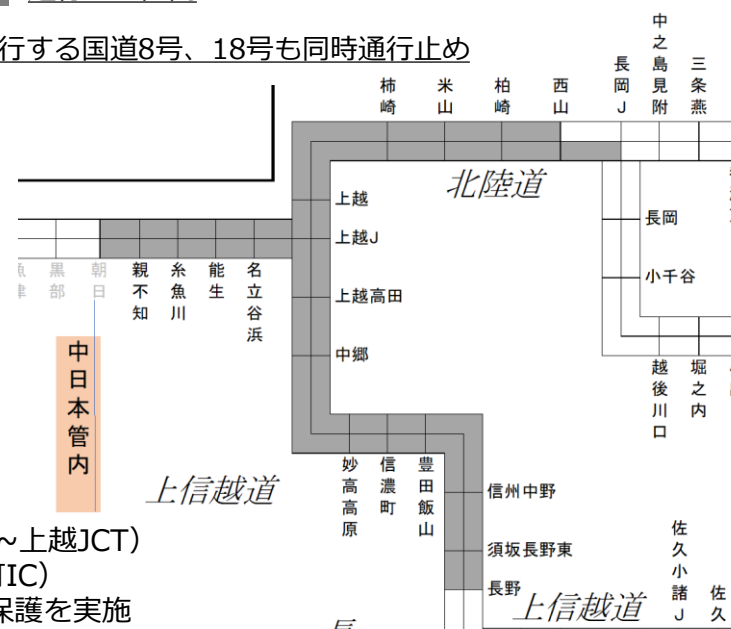 行する国道8号、18号も同時通行止め
柿崎
米山
柏崎
西山
長岡J
中之島見附
三条燕
北陸道
上越
上越J
上越高田
中郷
長岡
小千谷
黒部
朝日
親不知
糸魚川
能生
名立谷浜
中日本管内
越後川口
堀之内
妙高高原
信濃町
豊田飯山
上信越道
信州中野
須坂長野東
長野
上信越道
佐久小諸J
佐久
~上越JCT)
IC)
保護を実施